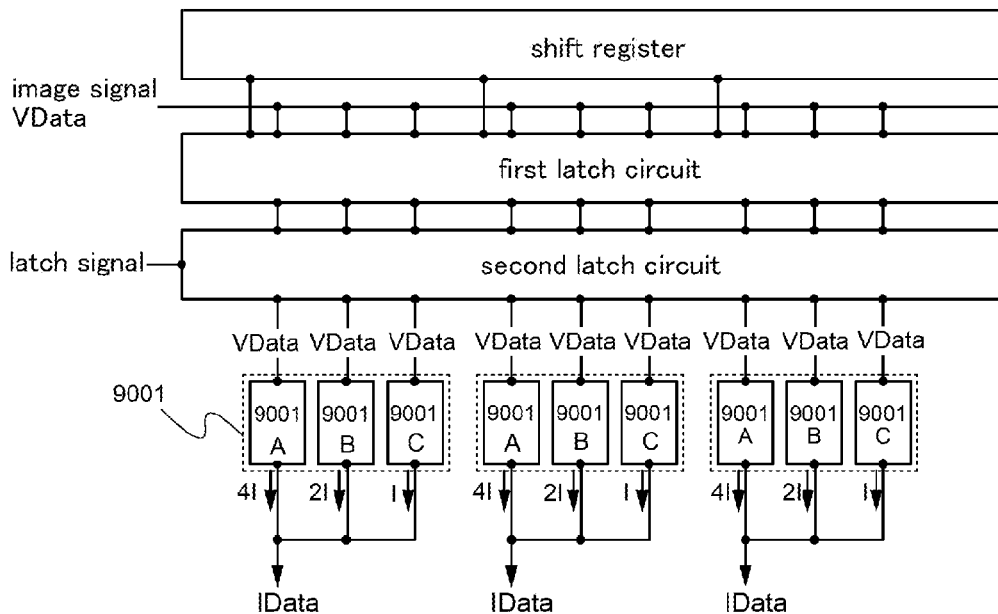 shift register
image signal
VData
first latch circuit
latch signal
second latch circuit
VData VData VData VData VData VData VData VData VData
9001
9001 9001 9001 9001 9001 9001 9001 9001 9001
A B C A B C A B C
4I 2I I 4I 2I I 4I 2I I
IData IData IData